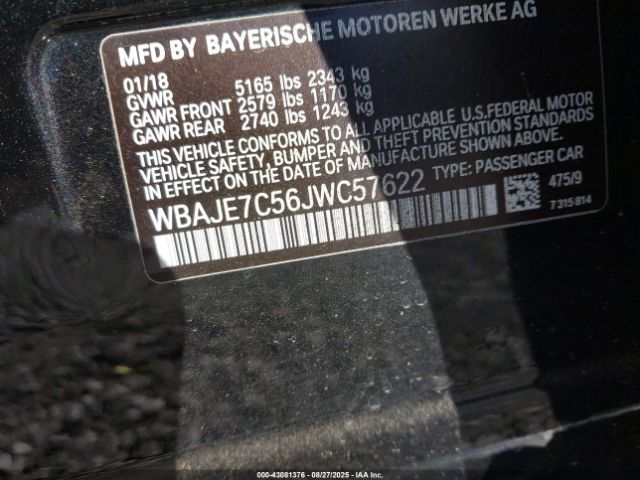 MFD BY BAYERISCHE MOTOREN WERKE AG
01/18
GVWR 5165 lbs 2343 kg
GAWR FRONT 2579 lbs 1170 kg
GAWR REAR 2740 lbs 1243 kg
THIS VEHICLE CONFORMS TO ALL APPLICABLE U.S.FEDERAL MOTOR
VEHICLE SAFETY, BUMPER AND THEFT PREVENTION STANDARDS
IN EFFECT ON THE DATE OF MANUFACTURE SHOWN ABOVE.
WBAJE7C56JWC57622 TYPE: PASSENGER CAR
475/9
7 315 814
000-43081376 08/27/2025 IAA Inc.